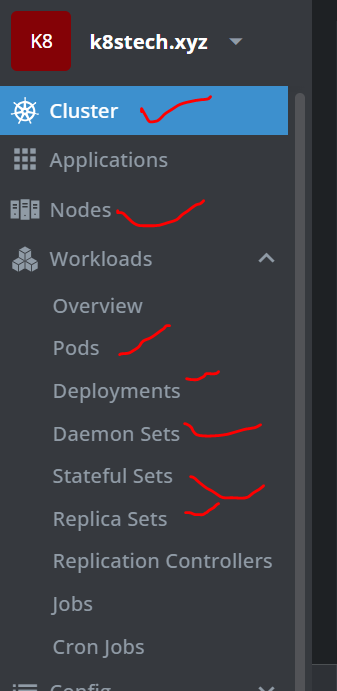 K8
k8stech.xyz
Cluster
Applications
Nodes
Workloads
Overview
Pods
Deployments
Daemon Sets
Stateful Sets
Replica Sets
Replication Controllers
Jobs
Cron Jobs
Config